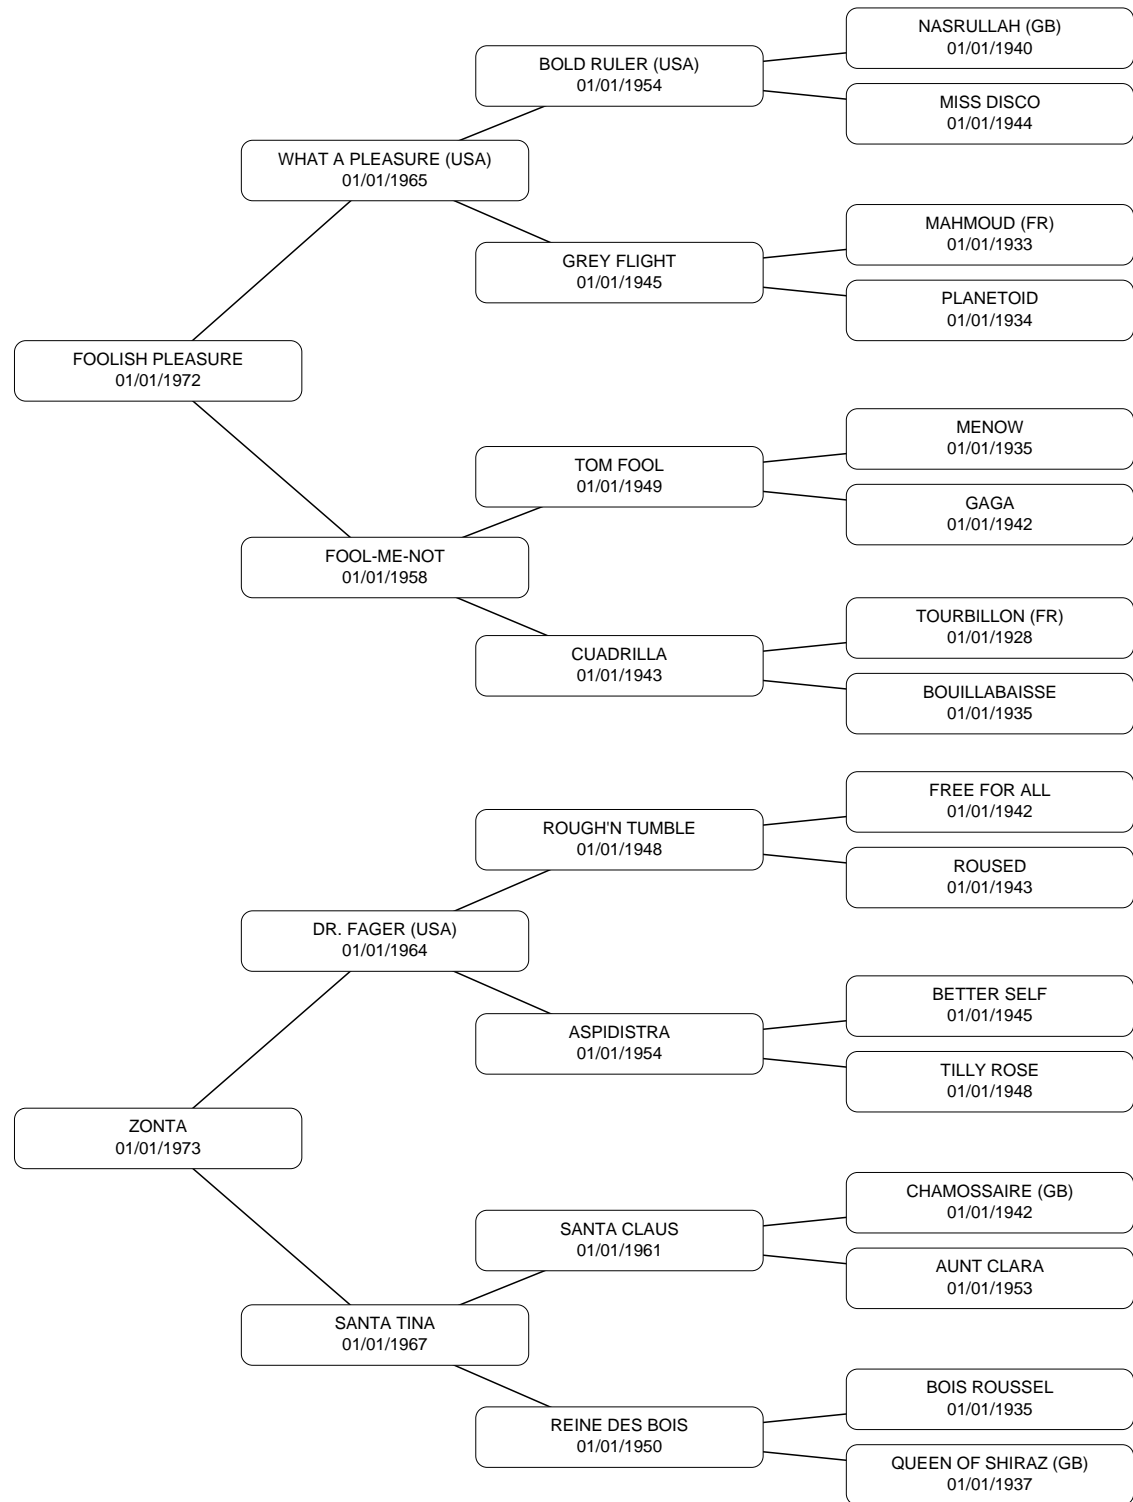 NASRULLAH (GB)
01/01/1940
BOLD RULER (USA)
01/01/1954
MISS DISCO
01/01/1944
WHAT A PLEASURE (USA)
01/01/1965
MAHMOUD (FR)
01/01/1933
GREY FLIGHT
01/01/1945
PLANETOID
01/01/1934
FOOLISH PLEASURE
01/01/1972
MENOW
01/01/1935
TOM FOOL
01/01/1949
GAGA
01/01/1942
FOOL-ME-NOT
01/01/1958
TOURBILLON (FR)
01/01/1928
CUADRILLA
01/01/1943
BOUILLABAISSE
01/01/1935
FREE FOR ALL
01/01/1942
ROUGH'N TUMBLE
01/01/1948
ROUSED
01/01/1943
DR. FAGER (USA)
01/01/1964
BETTER SELF
01/01/1945
ASPIDISTRA
01/01/1954
TILLY ROSE
01/01/1948
ZONTA
01/01/1973
CHAMOSSAIRE (GB)
01/01/1942
SANTA CLAUS
01/01/1961
AUNT CLARA
01/01/1953
SANTA TINA
01/01/1967
BOIS ROUSSEL
01/01/1935
REINE DES BOIS
01/01/1950
QUEEN OF SHIRAZ (GB)
01/01/1937